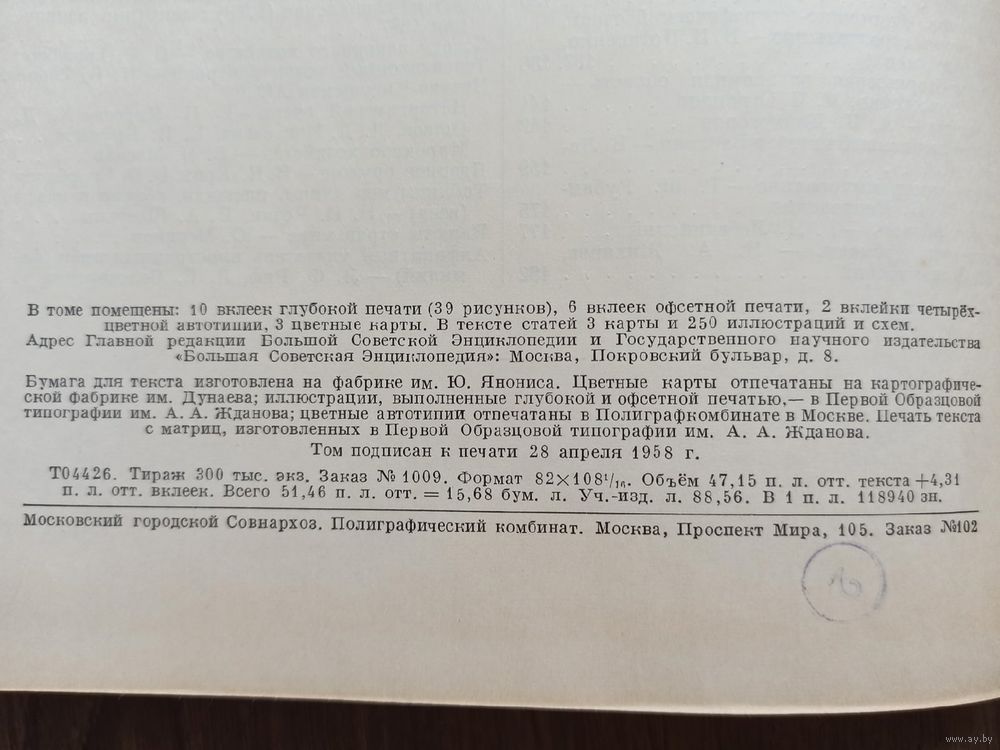 В томе помещены: 10 вклеек глубокой печати (39 рисунков), 6 вклеек офсетной печати, 2 вклейки четырёх-
цветной автотипии, 3 цветные карты. В тексте статей 3 карты и 250 иллюстраций и схем.
Адрес Главной редакции Большой Советской Энциклопедии и Государственного научного издательства
«Большая Советская Энциклопедия»: Москва, Покровский бульвар, д. 8.
Бумага для текста изготовлена на фабрике им. Ю. Янониса. Цветные карты отпечатаны на картографиче-
ской фабрике им. Дунаева; иллюстрации, выполненные глубокой и офсетной печатью,— в Первой Образцовой
типографии им. А. А. Жданова; цветные автотипии отпечатаны в Полиграфкомбинате в Москве. Печать текста
с матриц, изготовленных в Первой Образцовой типографии им. А. А. Жданова.
Том подписан к печати 28 апреля 1958 г.
Т04426. Тираж 300 тыс. экз. Заказ № 1009. Формат 82×108¹/₁₆. Объём 47,15 п. л. отт. текста+4,31
п. л. отт. вклеек. Всего 51,46 п. л. отт.=15,68 бум. л. Уч.-изд. л. 88,56. В 1 п. л. 118940 зн.
Московский городской Совнархоз. Полиграфический комбинат. Москва, Проспект Мира, 105. Заказ №102
www.ay.by